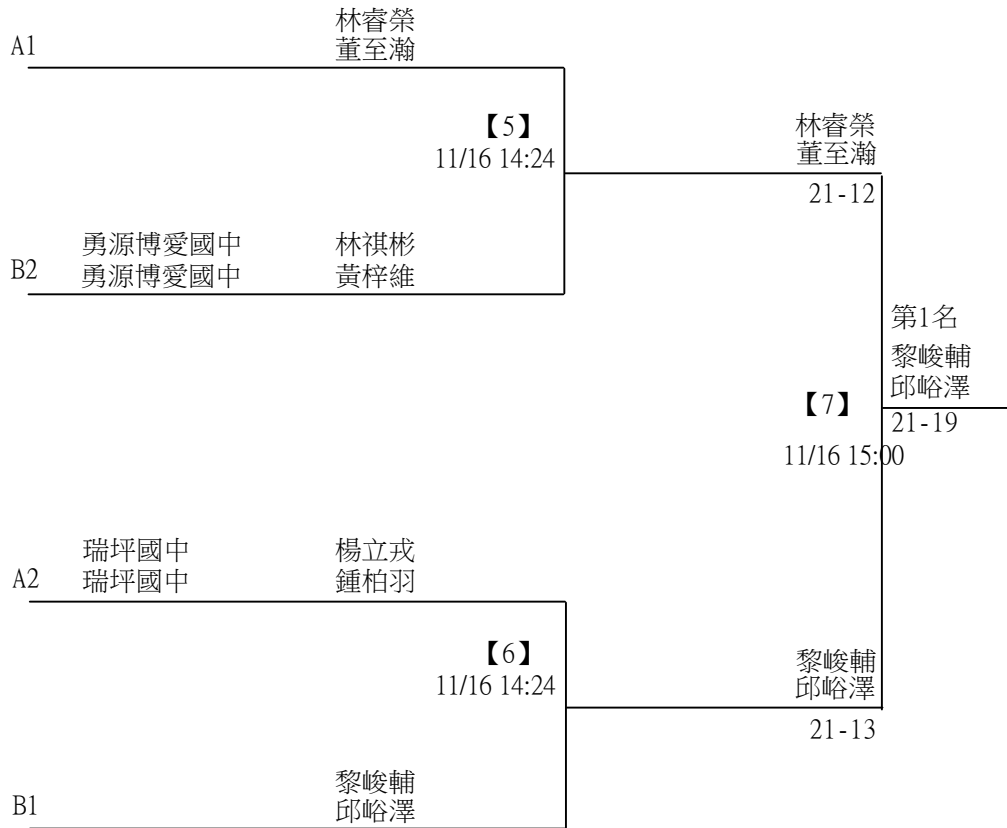 林睿榮
A1
董至瀚
【5】
11/16 14:24
林睿榮
董至瀚
21-12
勇源博愛國中 林祺彬
B2
勇源博愛國中 黃梓維
第1名
黎峻輔
邱峪澤
【7】
21-19
11/16 15:00
瑞坪國中 楊立戎
A2
瑞坪國中 鍾柏羽
【6】
11/16 14:24
黎峻輔
邱峪澤
21-13
黎峻輔
B1
邱峪澤